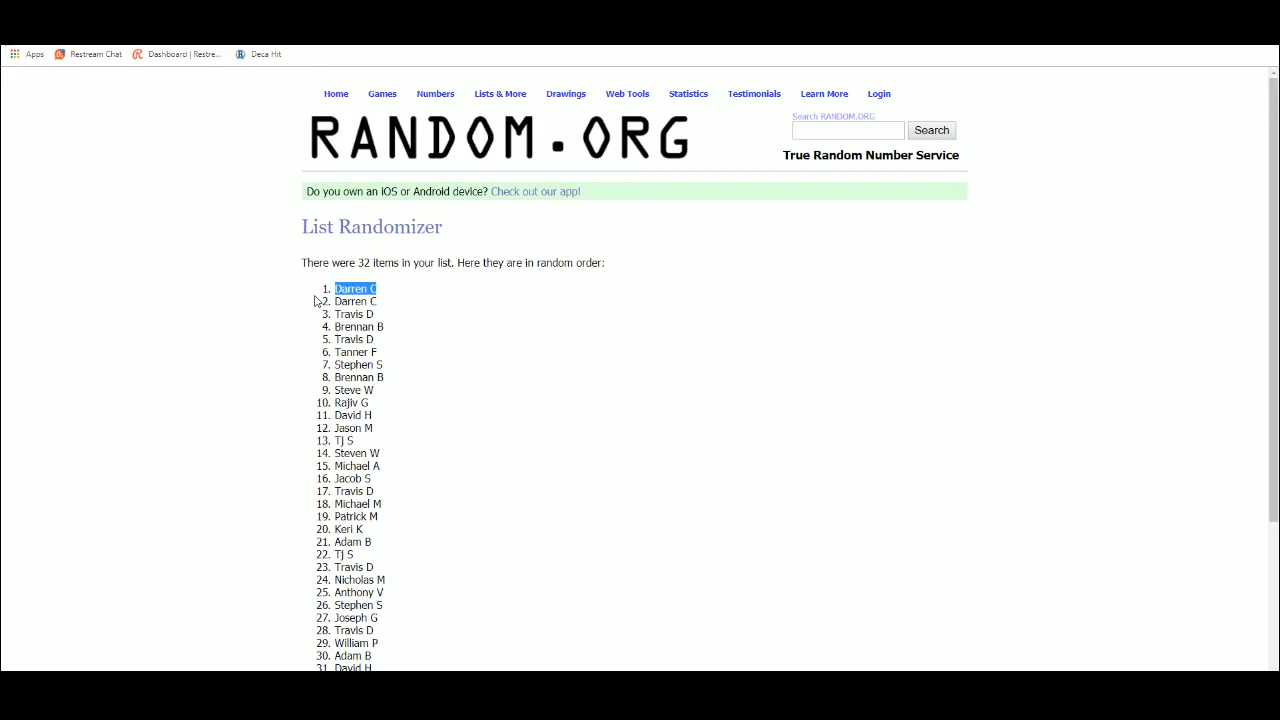 Apps Restream Chat Dashboard | Restre... Deca Hit
Home Games Numbers Lists & More Drawings Web Tools Statistics Testimonials Learn More Login
RANDOM.ORG
Search RANDOM.ORG
Search
True Random Number Service
Do you own an iOS or Android device? Check out our app!
List Randomizer
There were 32 items in your list. Here they are in random order:
1. Darren C
2. Darren C
3. Travis D
4. Brennan B
5. Travis D
6. Tanner F
7. Stephen S
8. Brennan B
9. Steve W
10. Rajiv G
11. David H
12. Jason M
13. TJ S
14. Steven W
15. Michael A
16. Jacob S
17. Travis D
18. Michael M
19. Patrick M
20. Keri K
21. Adam B
22. TJ S
23. Travis D
24. Nicholas M
25. Anthony V
26. Stephen S
27. Joseph G
28. Travis D
29. William P
30. Adam B
31. David H